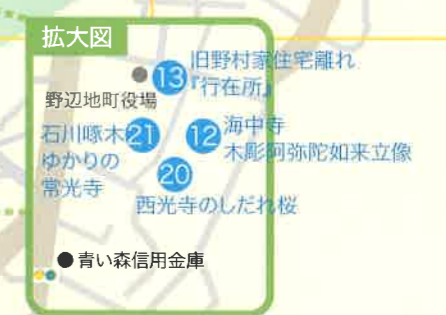 拡大図
旧野村家住宅離れ
13
『行在所』
野辺地町役場
石川啄木
ゆかりの
常光寺
21
12
海中寺
木彫阿弥陀如来立像
20
西光寺のしだれ桜
青い森信用金庫